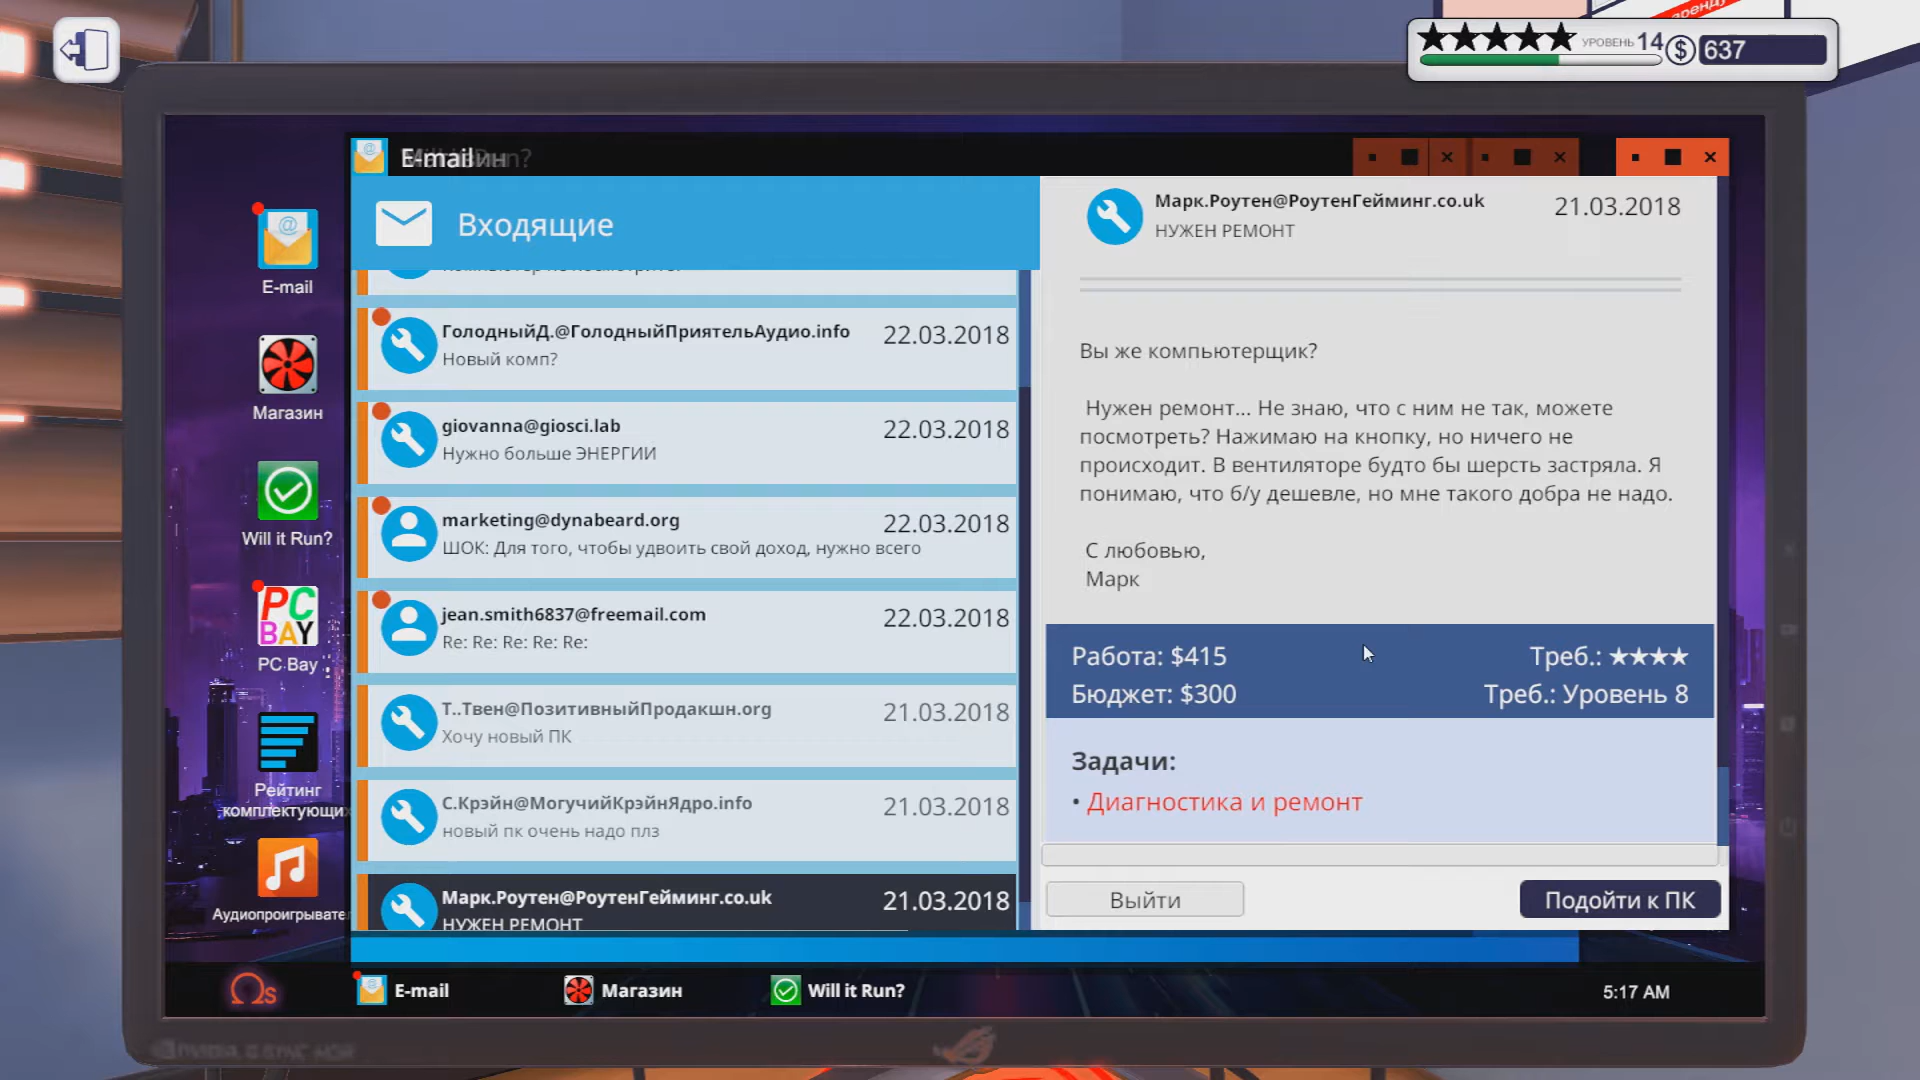 аренду
УРОВЕНЬ 14
$ 637
E-mail
Входящие
ГолодныйД.@ГолодныйПриятельАудио.info 22.03.2018
Новый комп?
giovanna@giosci.lab 22.03.2018
Нужно больше ЭНЕРГИИ
marketing@dynabeard.org 22.03.2018
ШОК: Для того, чтобы удвоить свой доход, нужно всего
jean.smith6837@freemail.com 22.03.2018
Re: Re: Re: Re: Re:
Т..Твен@ПозитивныйПродакшн.org 21.03.2018
Хочу новый ПК
С.Крэйн@МогучийКрэйнЯдро.info 21.03.2018
новый пк очень надо плз
Марк.Роутен@РоутенГейминг.co.uk 21.03.2018
НУЖЕН РЕМОНТ
Марк.Роутен@РоутенГейминг.co.uk 21.03.2018
НУЖЕН РЕМОНТ
Вы же компьютерщик?
Нужен ремонт... Не знаю, что с ним не так, можете
посмотреть? Нажимаю на кнопку, но ничего не
происходит. В вентиляторе будто бы шерсть застряла. Я
понимаю, что б/у дешевле, но мне такого добра не надо.
С любовью,
Марк
Работа: $415 Треб.: ★★★★
Бюджет: $300 Треб.: Уровень 8
Задачи:
• Диагностика и ремонт
Выйти Подойти к ПК
E-mail
Магазин
Will it Run?
PC BAY
PC Bay
Рейтинг
комплектующих
Аудиопроигрывате
Ωs E-mail Магазин Will it Run? 5:17 AM